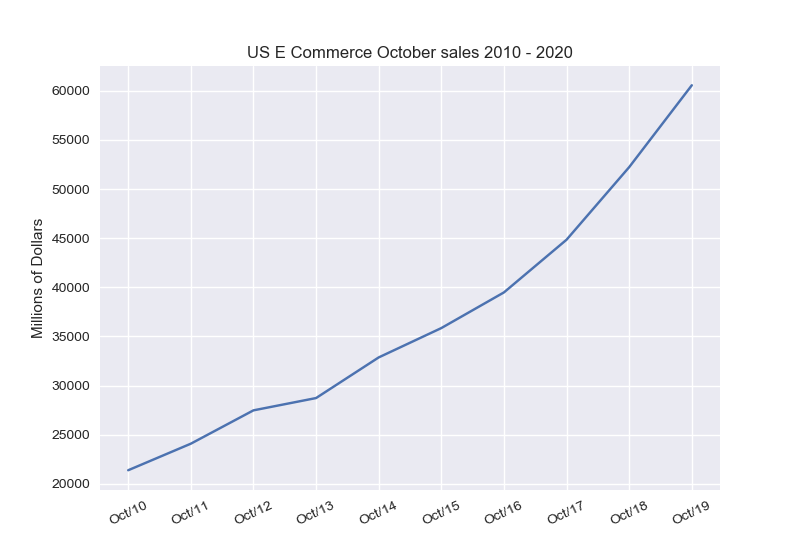 US E Commerce October sales 2010 - 2020
Millions of Dollars
60000
55000
50000
45000
40000
35000
30000
25000
20000
Oct/10
Oct/11
Oct/12
Oct/13
Oct/14
Oct/15
Oct/16
Oct/17
Oct/18
Oct/19